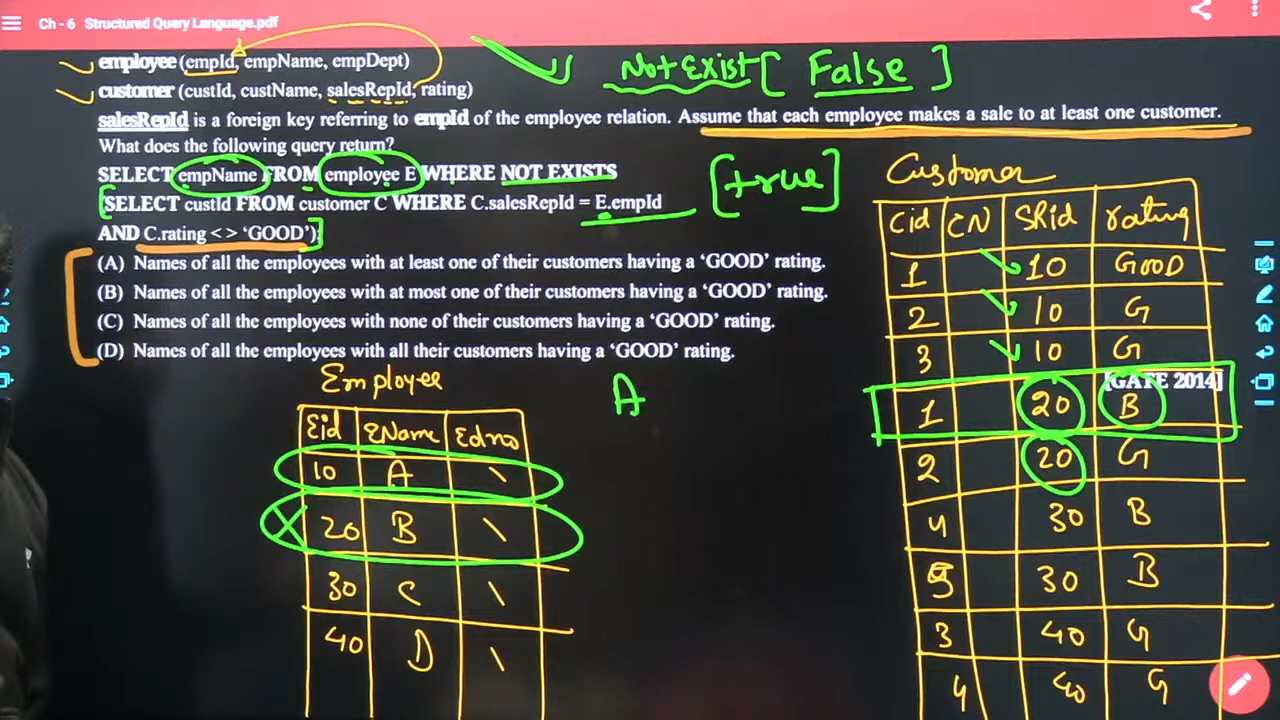 Ch - 6 Structured Query Language.pdf
employee (empId, empName, empDept)
customer (custId, custName, salesRepId, rating)
salesRepId is a foreign key referring to empId of the employee relation. Assume that each employee makes a sale to at least one customer.
What does the following query return?
SELECT empName FROM employee E WHERE NOT EXISTS
(SELECT custId FROM customer C WHERE C.salesRepId = E.empId
AND C.rating < > ‘GOOD’);
(A) Names of all the employees with at least one of their customers having a ‘GOOD’ rating.
(B) Names of all the employees with at most one of their customers having a ‘GOOD’ rating.
(C) Names of all the employees with none of their customers having a ‘GOOD’ rating.
(D) Names of all the employees with all their customers having a ‘GOOD’ rating.
[GATE 2014]
Not Exist [ False ]
[true]
A
Employee
Eid EName Edno
10 A \
20 B \
30 C \
40 D \
Customer
Cid CN SRid rating
1 10 GOOD
2 10 G
3 10 G
1 20 B
2 20 G
4 30 B
5 30 B
3 40 G
4 40 G